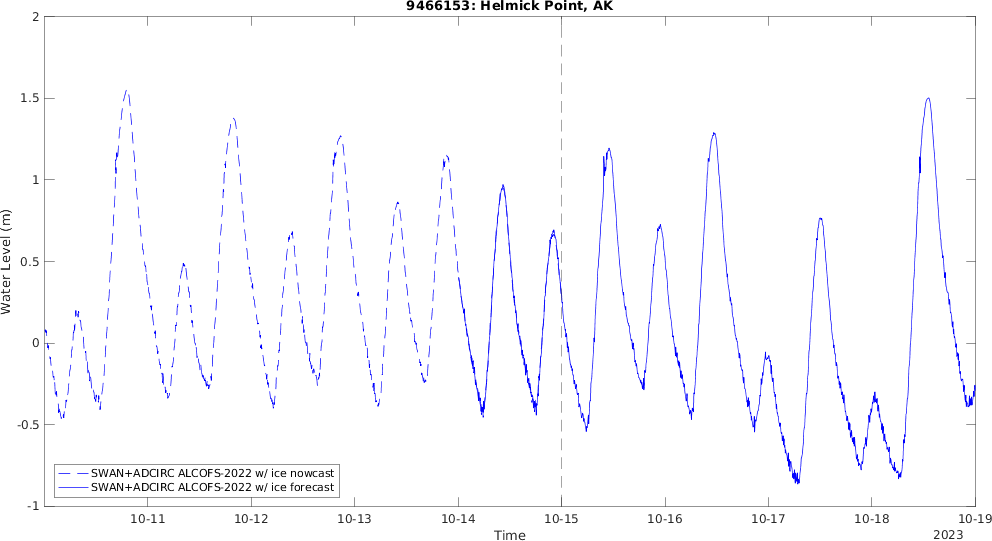 9466153: Helmick Point, AK
2
1.5
1
0.5
0
-0.5
-1
Water Level (m)
SWAN+ADCIRC ALCOFS-2022 w/ ice nowcast
SWAN+ADCIRC ALCOFS-2022 w/ ice forecast
10-11 10-12 10-13 10-14 10-15 10-16 10-17 10-18 10-19
Time
2023